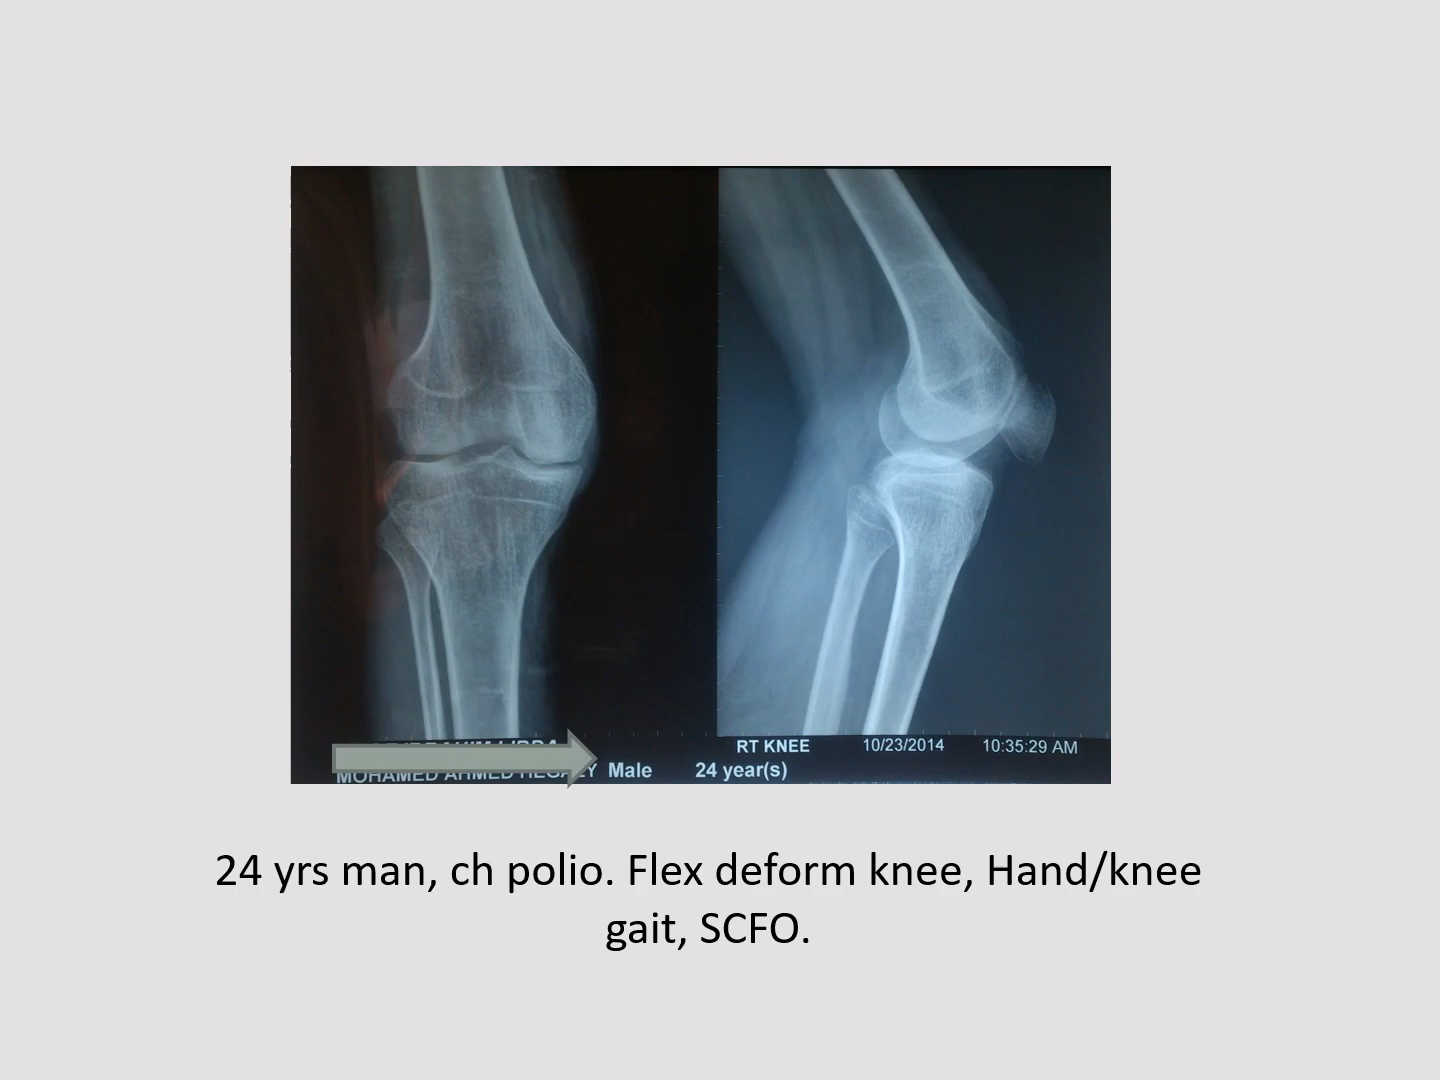 Male
24 year(s)
RT KNEE 10/23/2014 10:35:29 AM
24 yrs man, ch polio. Flex deform knee, Hand/knee
gait, SCFO.